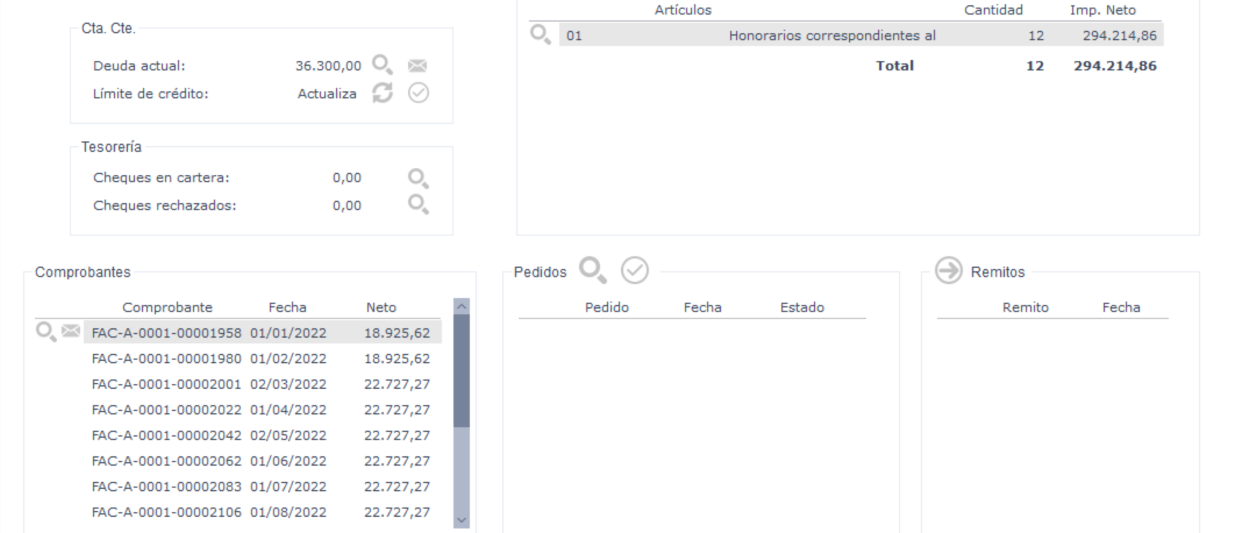 Cta. Cte.
Deuda actual: 36.300,00
Límite de crédito: Actualiza
Tesorería
Cheques en cartera: 0,00
Cheques rechazados: 0,00
Artículos Cantidad Imp. Neto
01 Honorarios correspondientes al 12 294.214,86
Total 12 294.214,86
Comprobantes
Comprobante Fecha Neto
FAC-A-0001-00001958 01/01/2022 18.925,62
FAC-A-0001-00001980 01/02/2022 18.925,62
FAC-A-0001-00002001 02/03/2022 22.727,27
FAC-A-0001-00002022 01/04/2022 22.727,27
FAC-A-0001-00002042 02/05/2022 22.727,27
FAC-A-0001-00002062 01/06/2022 22.727,27
FAC-A-0001-00002083 01/07/2022 22.727,27
FAC-A-0001-00002106 01/08/2022 22.727,27
Pedidos
Pedido Fecha Estado
Remitos
Remito Fecha